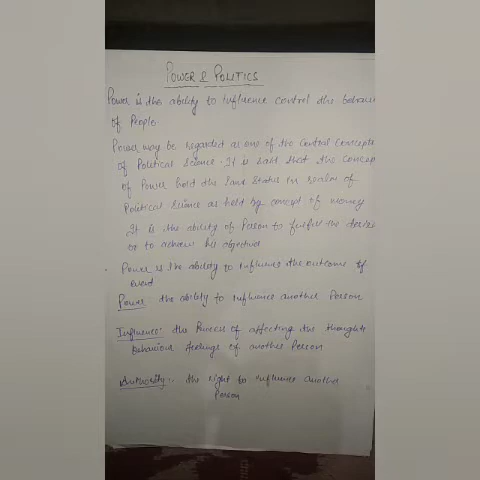 POWER & POLITICS
Power is the ability to influence control the behavi
of People
Power may be regarded as one of the Central Concepts
of Political Science. It is said that the Concep
of Power held the Same Status in realm of
Political Science as held by concept of money
It is the ability of Person to fulfill the desire
or to achieve his objectives
Power is the ability to influence the outcome of
event
Power the ability to influence another Person
Influence: the Process of affecting the thoughts
behaviour feelings of another Person
Authority:- the right to influence another
Person